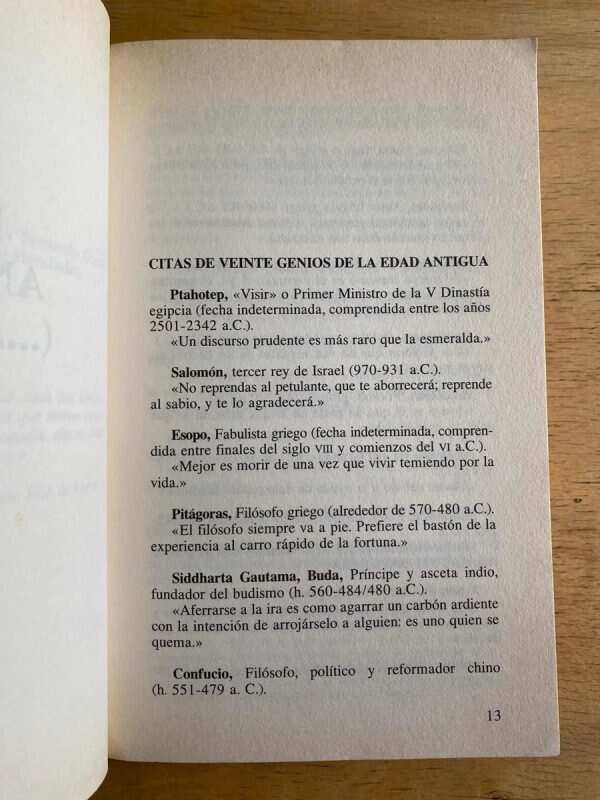 CITAS DE VEINTE GENIOS DE LA EDAD ANTIGUA
Ptahotep, «Visir» o Primer Ministro de la V Dinastía
egipcia (fecha indeterminada, comprendida entre los años
2501-2342 a.C.).
«Un discurso prudente es más raro que la esmeralda.»
Salomón, tercer rey de Israel (970-931 a.C.).
«No reprendas al petulante, que te aborrecerá; reprende
al sabio, y te lo agradecerá.»
Esopo, Fabulista griego (fecha indeterminada, compren-
dida entre finales del siglo VIII y comienzos del VI a.C.).
«Mejor es morir de una vez que vivir temiendo por la
vida.»
Pitágoras, Filósofo griego (alrededor de 570-480 a.C.).
«El filósofo siempre va a pie. Prefiere el bastón de la
experiencia al carro rápido de la fortuna.»
Siddharta Gautama, Buda, Príncipe y asceta indio,
fundador del budismo (h. 560-484/480 a.C.).
«Aferrarse a la ira es como agarrar un carbón ardiente
con la intención de arrojárselo a alguien: es uno quien se
quema.»
Confucio, Filósofo, político y reformador chino
(h. 551-479 a. C.).
13